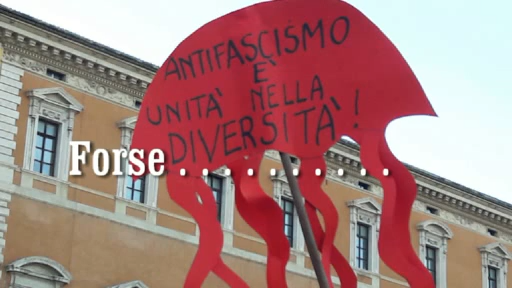 ANTIFASCISMO
È
UNITÀ NELLA
DIVERSITÀ!
Forse..........